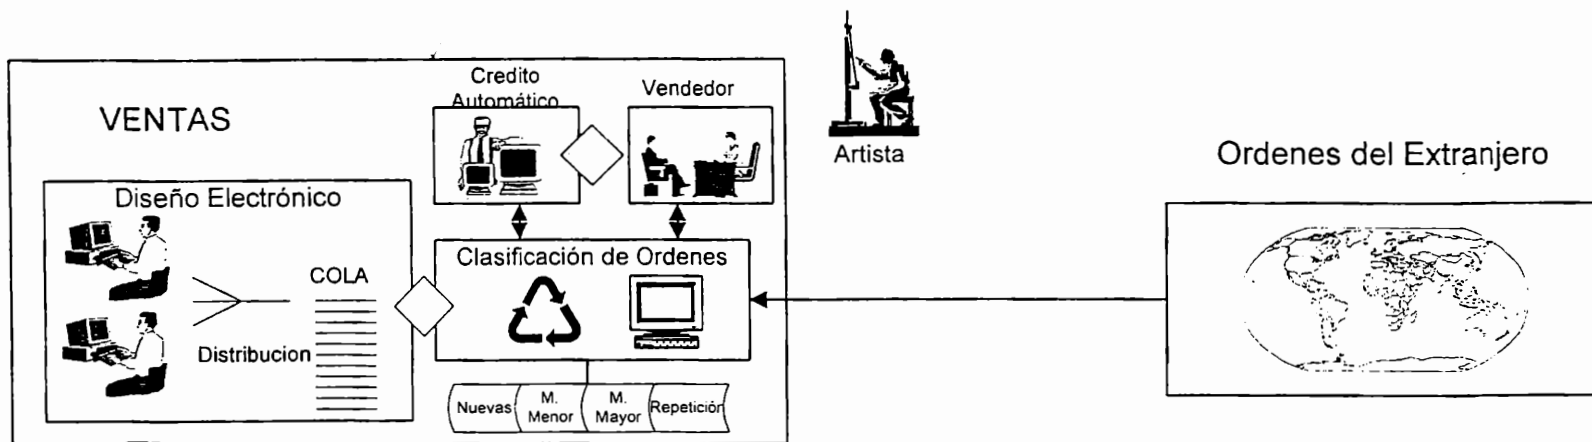 Credito
Automático
Vendedor
VENTAS
Artista
Ordenes del Extranjero
Diseño Electrónico
Clasificación de Ordenes
COLA
Distribucion
Nuevas
M.
Menor
M.
Mayor
Repetición